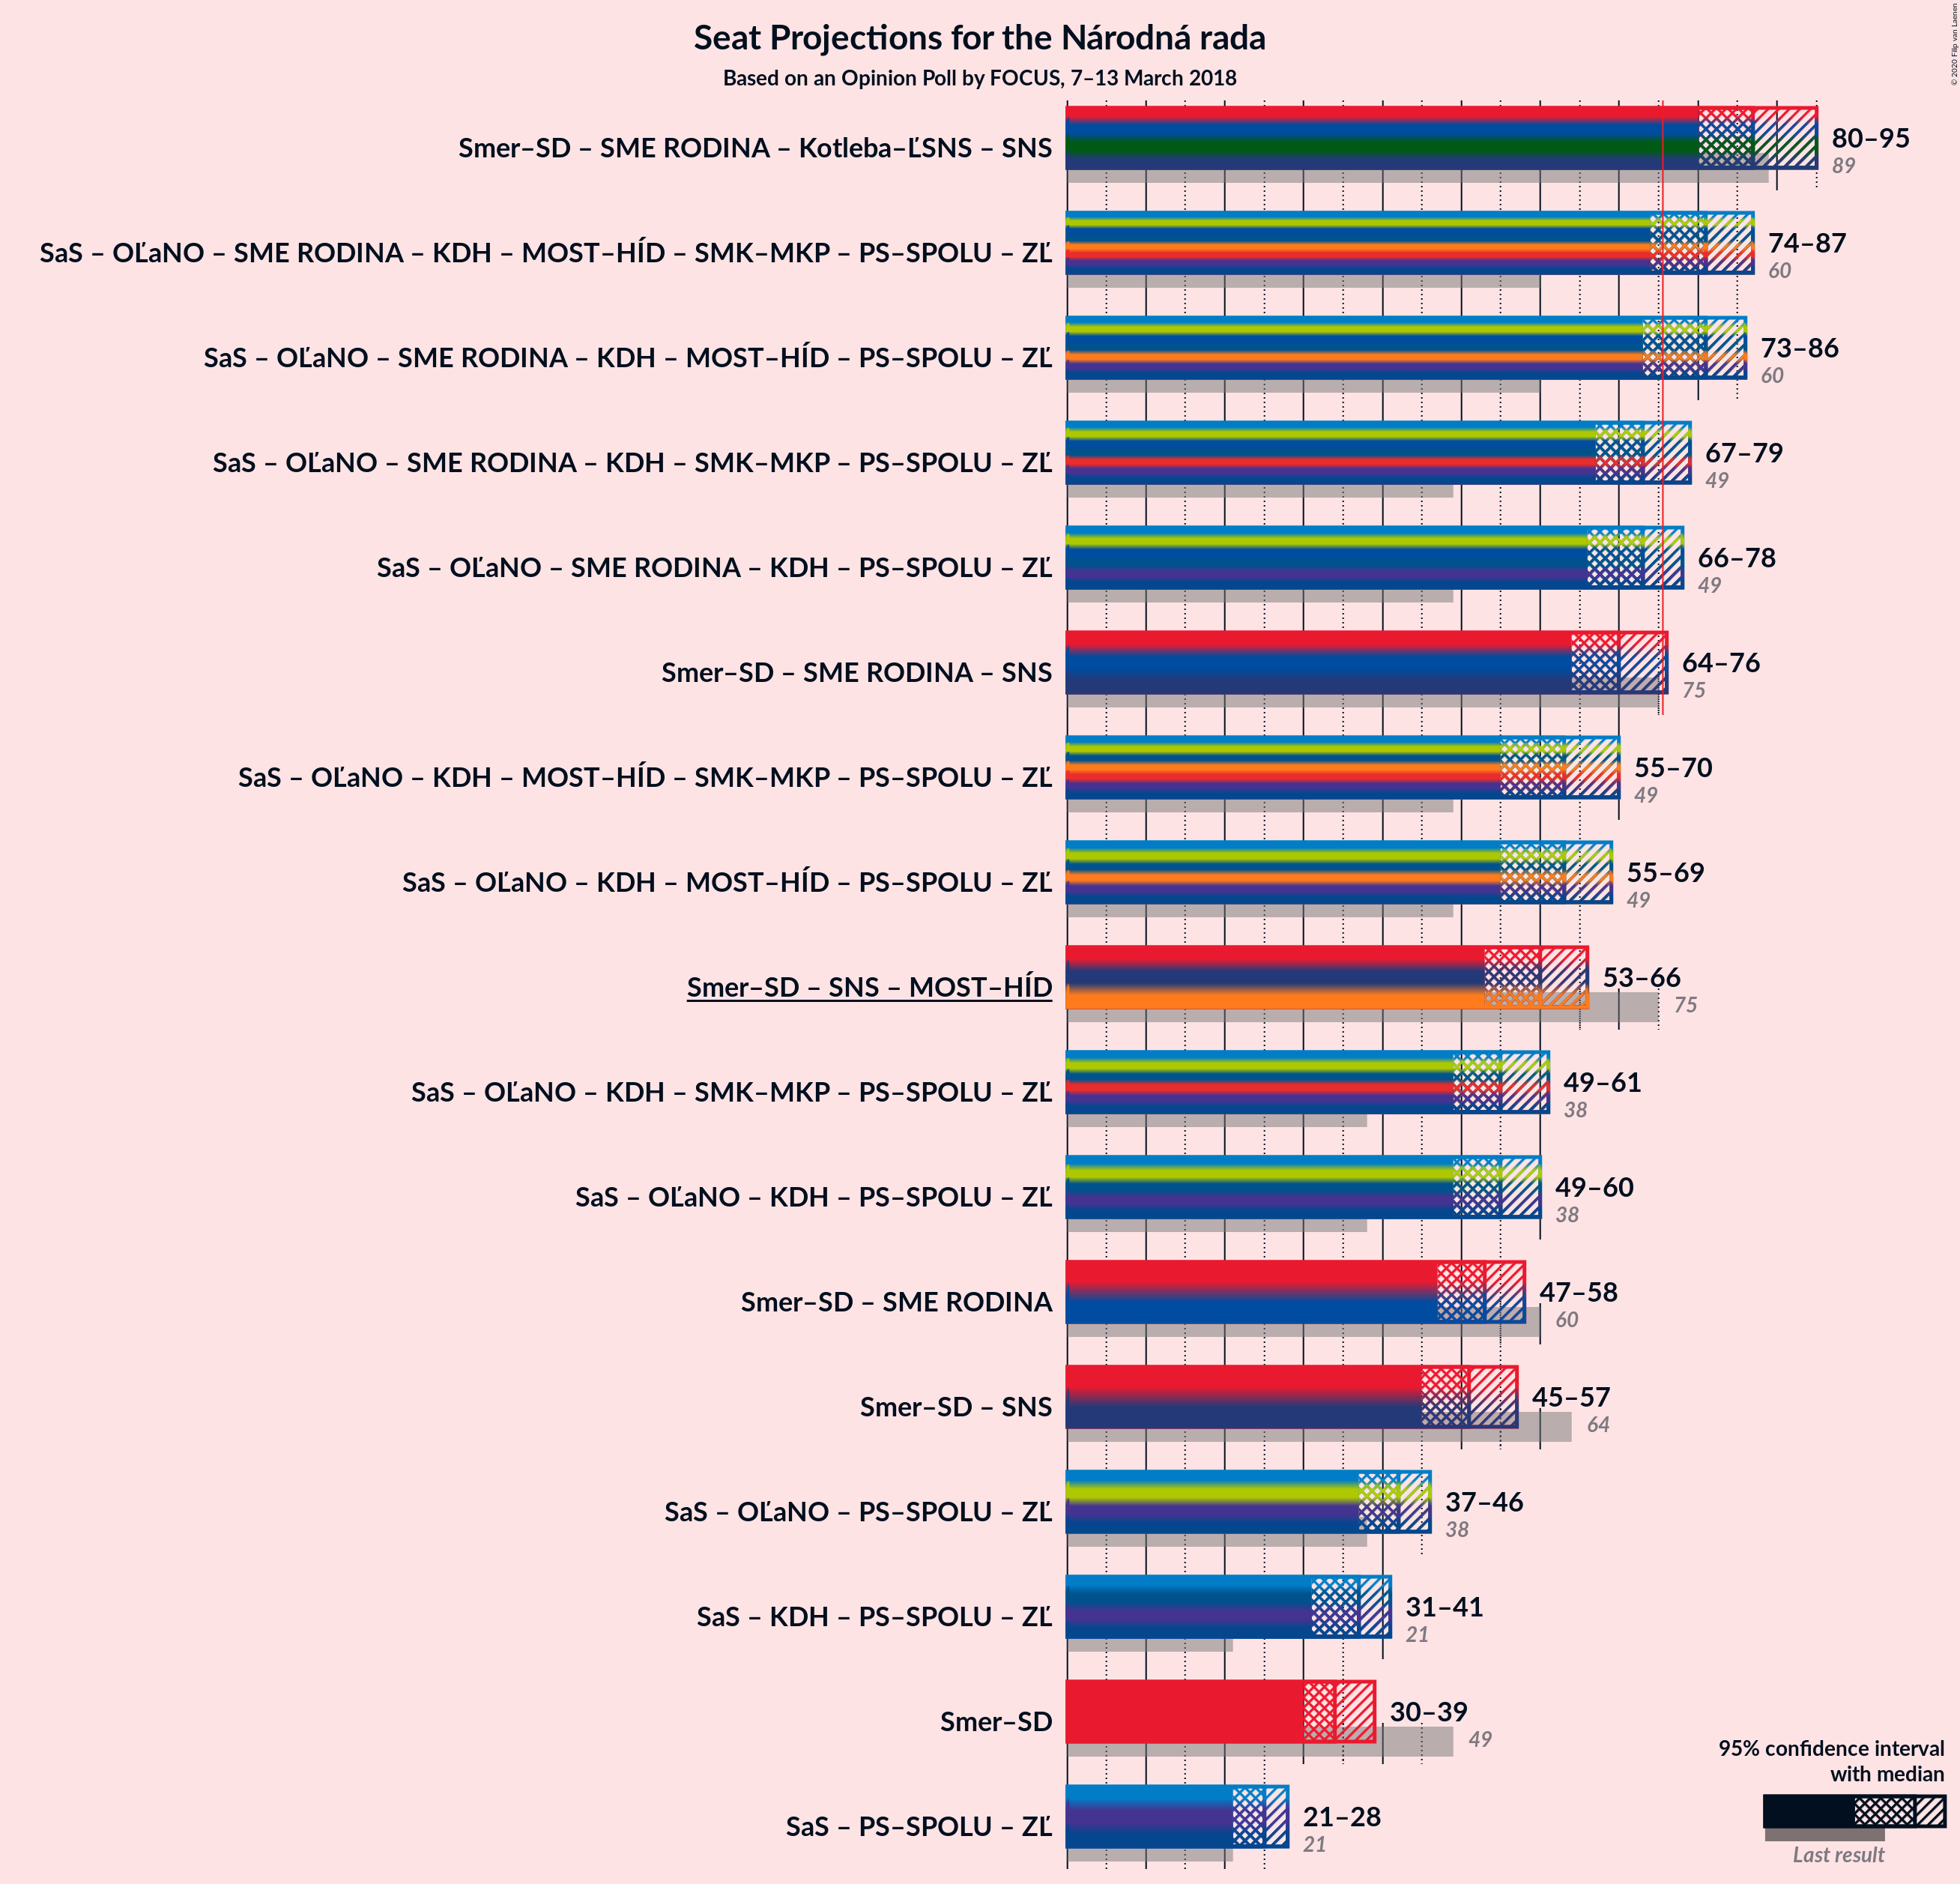 Seat Projections for the Národná rada
Based on an Opinion Poll by FOCUS, 7–13 March 2018
© 2020 Filip van Laenen
Smer–SD – SME RODINA – Kotleba–ĽSNS – SNS
80–95
89
SaS – OĽaNO – SME RODINA – KDH – MOST–HÍD – SMK–MKP – PS–SPOLU – ZĽ
74–87
60
SaS – OĽaNO – SME RODINA – KDH – MOST–HÍD – PS–SPOLU – ZĽ
73–86
60
SaS – OĽaNO – SME RODINA – KDH – SMK–MKP – PS–SPOLU – ZĽ
67–79
49
SaS – OĽaNO – SME RODINA – KDH – PS–SPOLU – ZĽ
66–78
49
Smer–SD – SME RODINA – SNS
64–76
75
SaS – OĽaNO – KDH – MOST–HÍD – SMK–MKP – PS–SPOLU – ZĽ
55–70
49
SaS – OĽaNO – KDH – MOST–HÍD – PS–SPOLU – ZĽ
55–69
49
Smer–SD – SNS – MOST–HÍD
53–66
75
SaS – OĽaNO – KDH – SMK–MKP – PS–SPOLU – ZĽ
49–61
38
SaS – OĽaNO – KDH – PS–SPOLU – ZĽ
49–60
38
Smer–SD – SME RODINA
47–58
60
Smer–SD – SNS
45–57
64
SaS – OĽaNO – PS–SPOLU – ZĽ
37–46
38
SaS – KDH – PS–SPOLU – ZĽ
31–41
21
Smer–SD
30–39
49
SaS – PS–SPOLU – ZĽ
21–28
21
95% confidence interval
with median
Last result